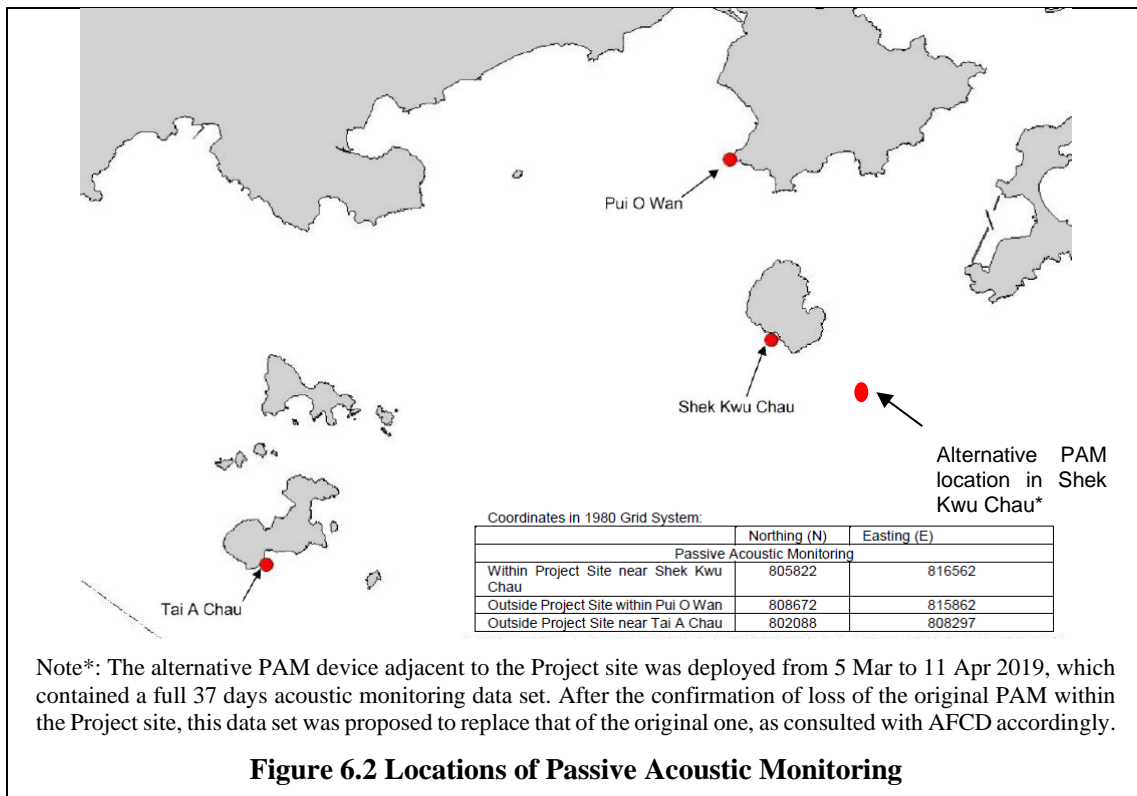 Pui O Wan
Shek Kwu Chau
Alternative PAM
location in Shek
Kwu Chau*
Tai A Chau
Coordinates in 1980 Grid System:
Northing (N) Easting (E)
Passive Acoustic Monitoring
Within Project Site near Shek Kwu 805822 816562
Chau
Outside Project Site within Pui O Wan 808672 815862
Outside Project Site near Tai A Chau 802088 808297
Note*: The alternative PAM device adjacent to the Project site was deployed from 5 Mar to 11 Apr 2019, which
contained a full 37 days acoustic monitoring data set. After the confirmation of loss of the original PAM within
the Project site, this data set was proposed to replace that of the original one, as consulted with AFCD accordingly.
Figure 6.2 Locations of Passive Acoustic Monitoring